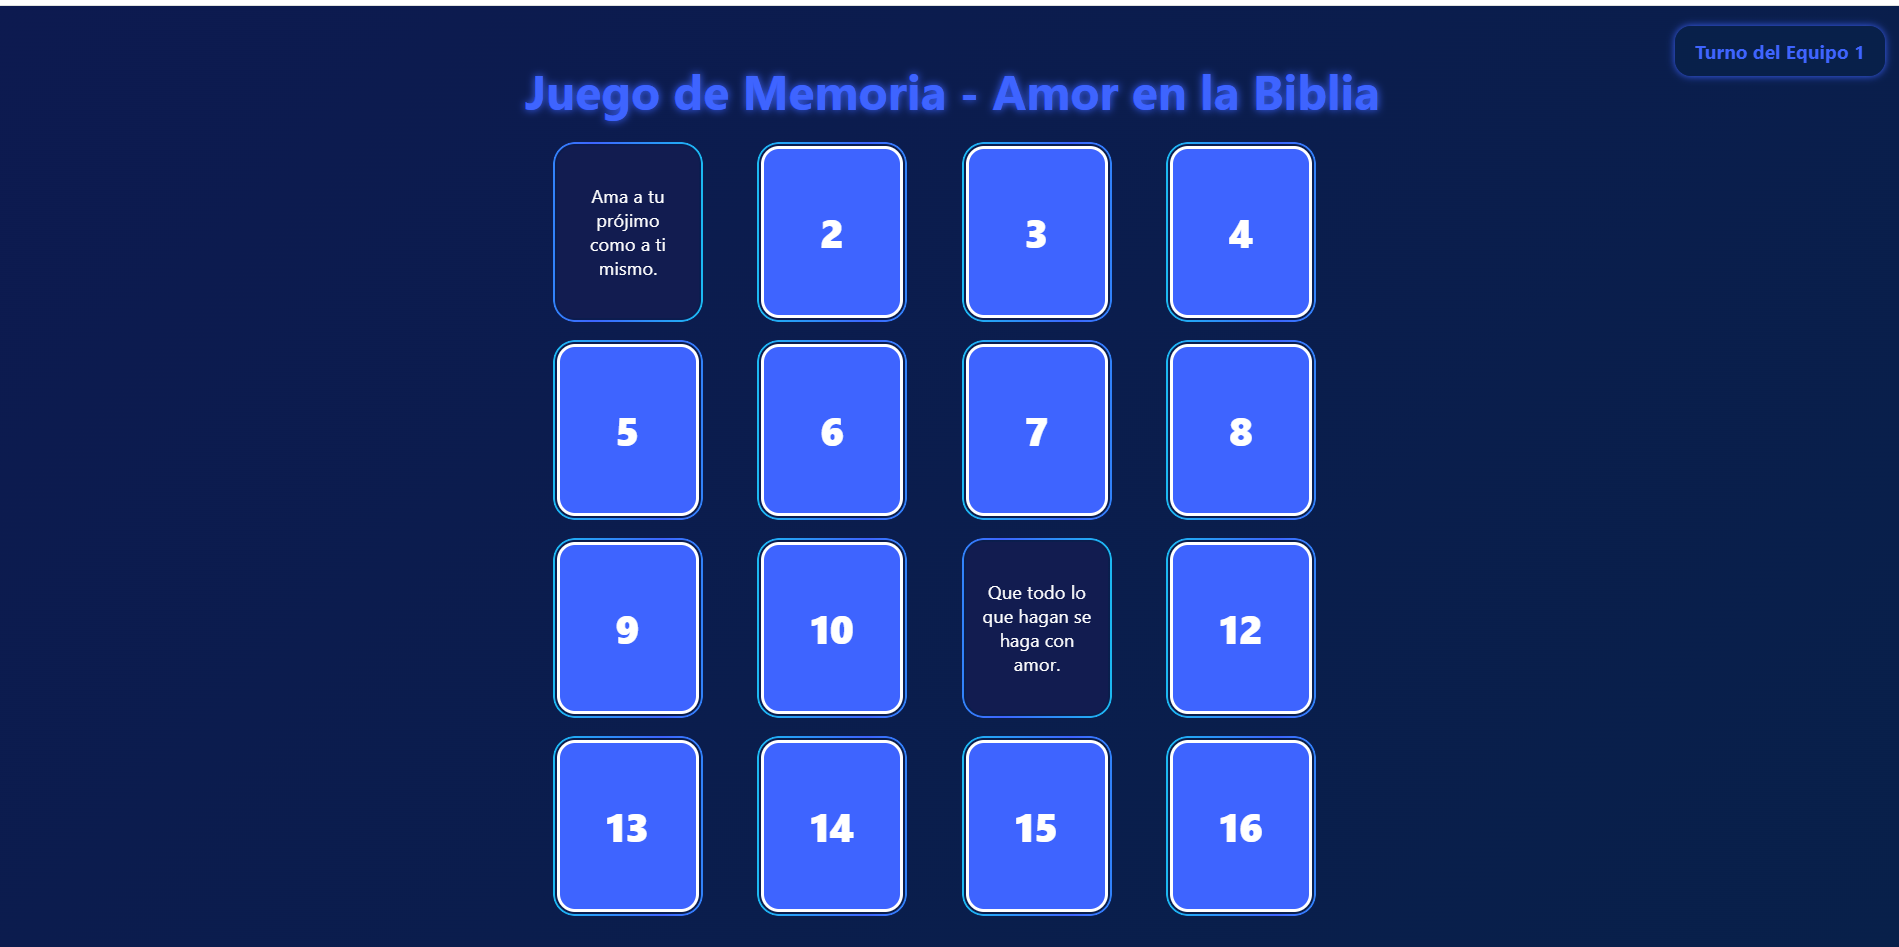 Turno del Equipo 1
Juego de Memoria - Amor en la Biblia
Ama a tu
prójimo
como a ti
mismo.
2
3
4
5
6
7
8
9
10
Que todo lo
que hagan se
haga con
amor.
12
13
14
15
16